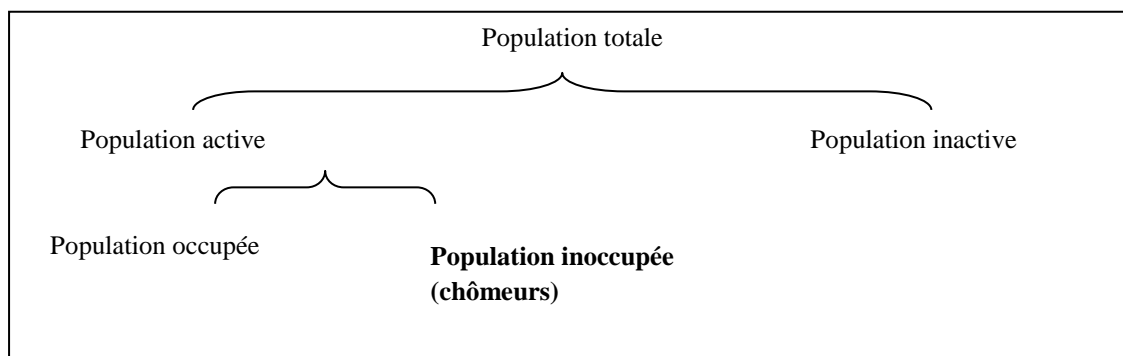 Population totale
Population active
Population inactive
Population occupée
Population inoccupée
(chômeurs)